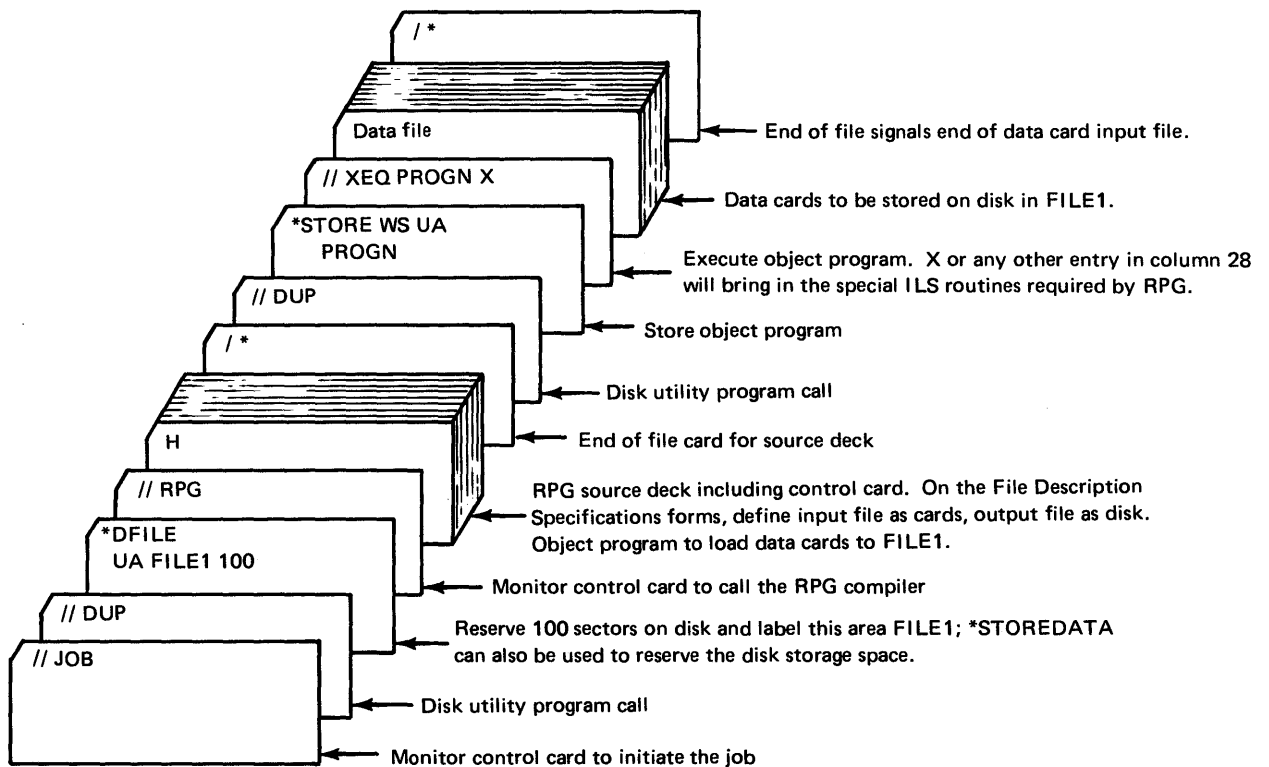 / *
End of file signals end of data card input file.
Data file
Data cards to be stored on disk in FILE1.
// XEQ PROGN X
Execute object program. X or any other entry in column 28
will bring in the special ILS routines required by RPG.
*STORE WS UA
PROGN
Store object program
// DUP
Disk utility program call
/ *
End of file card for source deck
H
RPG source deck including control card. On the File Description
Specifications forms, define input file as cards, output file as disk.
Object program to load data cards to FILE1.
// RPG
Monitor control card to call the RPG compiler
*DFILE
UA FILE1 100
Reserve 100 sectors on disk and label this area FILE1; *STOREDATA
can also be used to reserve the disk storage space.
// DUP
Disk utility program call
// JOB
Monitor control card to initiate the job